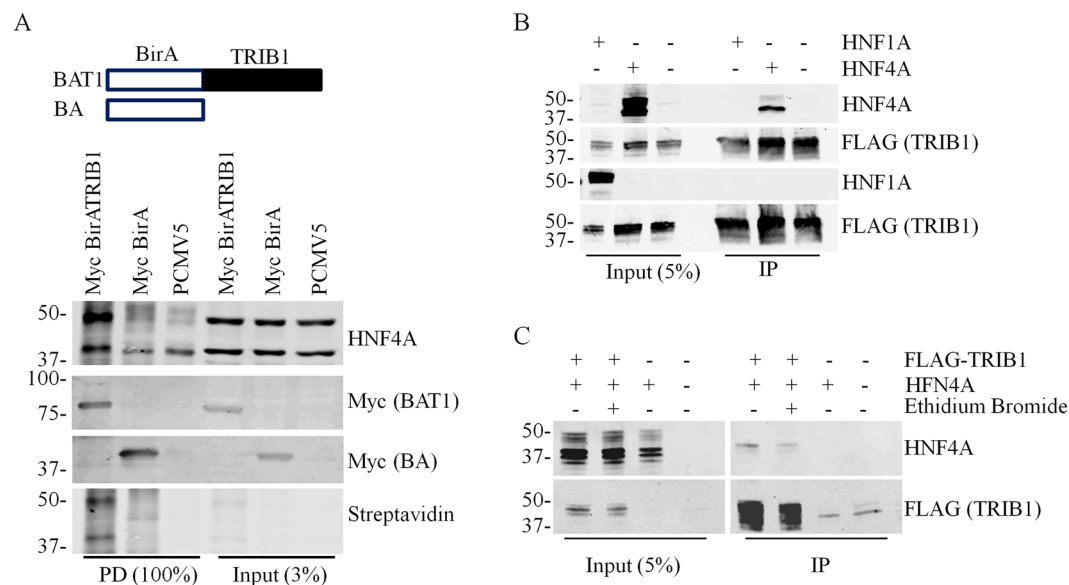 A
BirA TRIB1
BAT1
BA
Myc BirATRIB1
Myc BirA
PCMV5
Myc BirATRIB1
Myc BirA
PCMV5
50-
37-
HNF4A
100-
75-
Myc (BAT1)
37-
Myc (BA)
50-
37-
Streptavidin
PD (100%) Input (3%)
B
+ - - + - - HNF1A
- + - - + - HNF4A
50-
37-
HNF4A
50-
37-
FLAG (TRIB1)
50-
HNF1A
50-
37-
FLAG (TRIB1)
Input (5%) IP
C
+ + - - + + - - FLAG-TRIB1
+ + + - + + + - HFN4A
- + - - - + - - Ethidium Bromide
50-
37-
HNF4A
50-
37-
FLAG (TRIB1)
Input (5%) IP